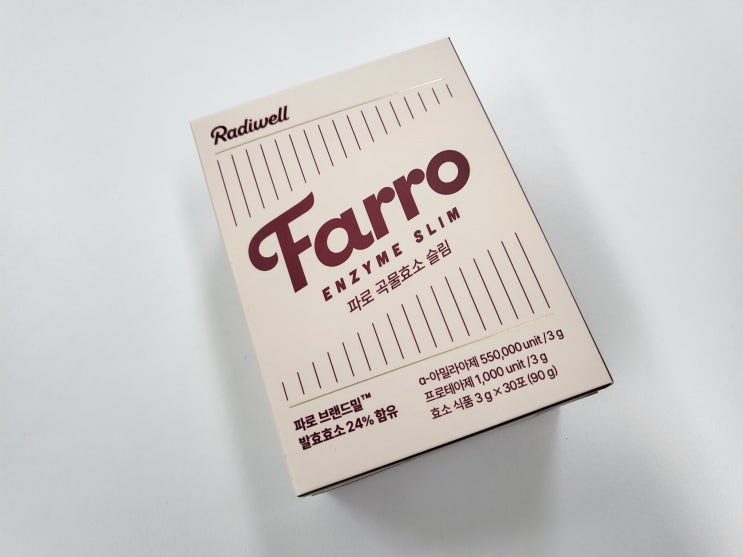 Radiwell
Farro
ENZYME SLIM
파로 곡물효소 슬림
파로 브랜드밀™
발효효소 24% 함유
α-아밀라아제 550,000 unit /3 g
프로테아제 1,000 unit /3 g
효소 식품 3 g × 30포 (90 g)